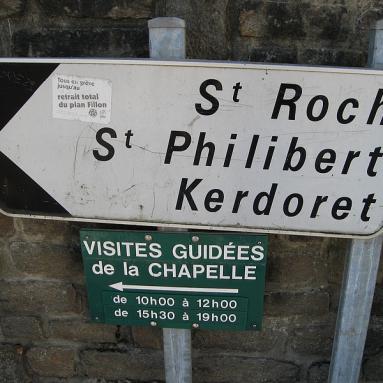 Tous en grève
jusqu'au
retrait total
du plan Fillon
St Roch
St Philibert
Kerdoret
VISITES GUIDÉES
de la CHAPELLE
de 10H00 à 12H00
de 15H30 à 19H00